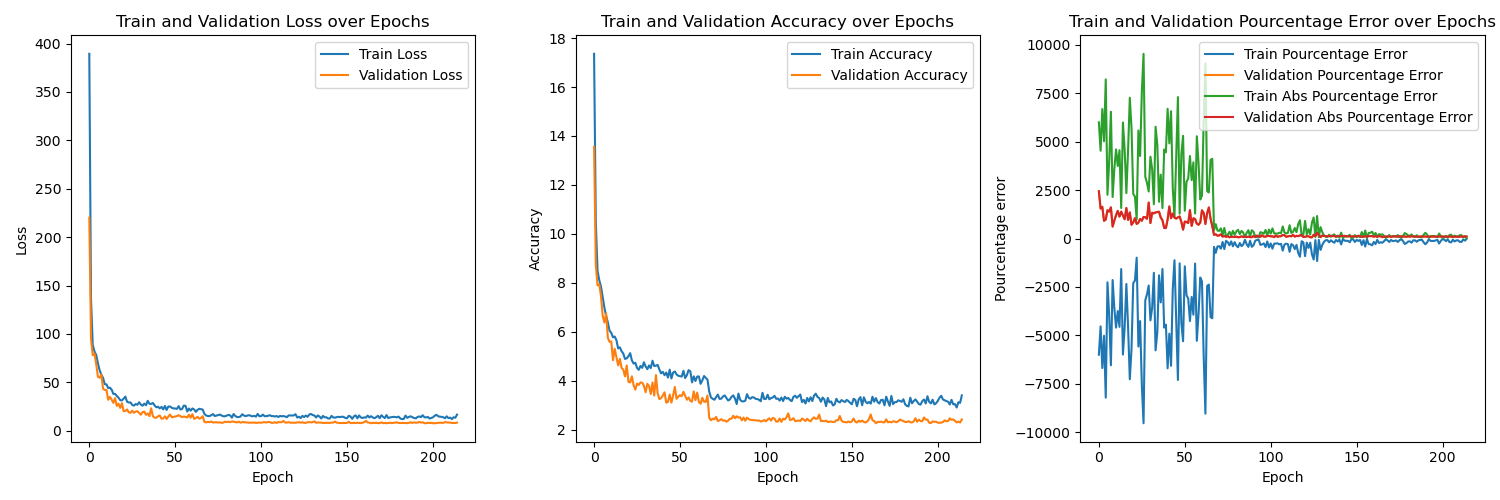 Train and Validation Loss over Epochs
400
350
300
250
200
150
100
50
0
Loss
0 50 100 150 200
Epoch
Train Loss
Validation Loss
Train and Validation Accuracy over Epochs
18
16
14
12
10
8
6
4
2
Accuracy
0 50 100 150 200
Epoch
Train Accuracy
Validation Accuracy
Train and Validation Pourcentage Error over Epochs
10000
7500
5000
2500
0
−2500
−5000
−7500
−10000
Pourcentage error
0 50 100 150 200
Epoch
Train Pourcentage Error
Validation Pourcentage Error
Train Abs Pourcentage Error
Validation Abs Pourcentage Error